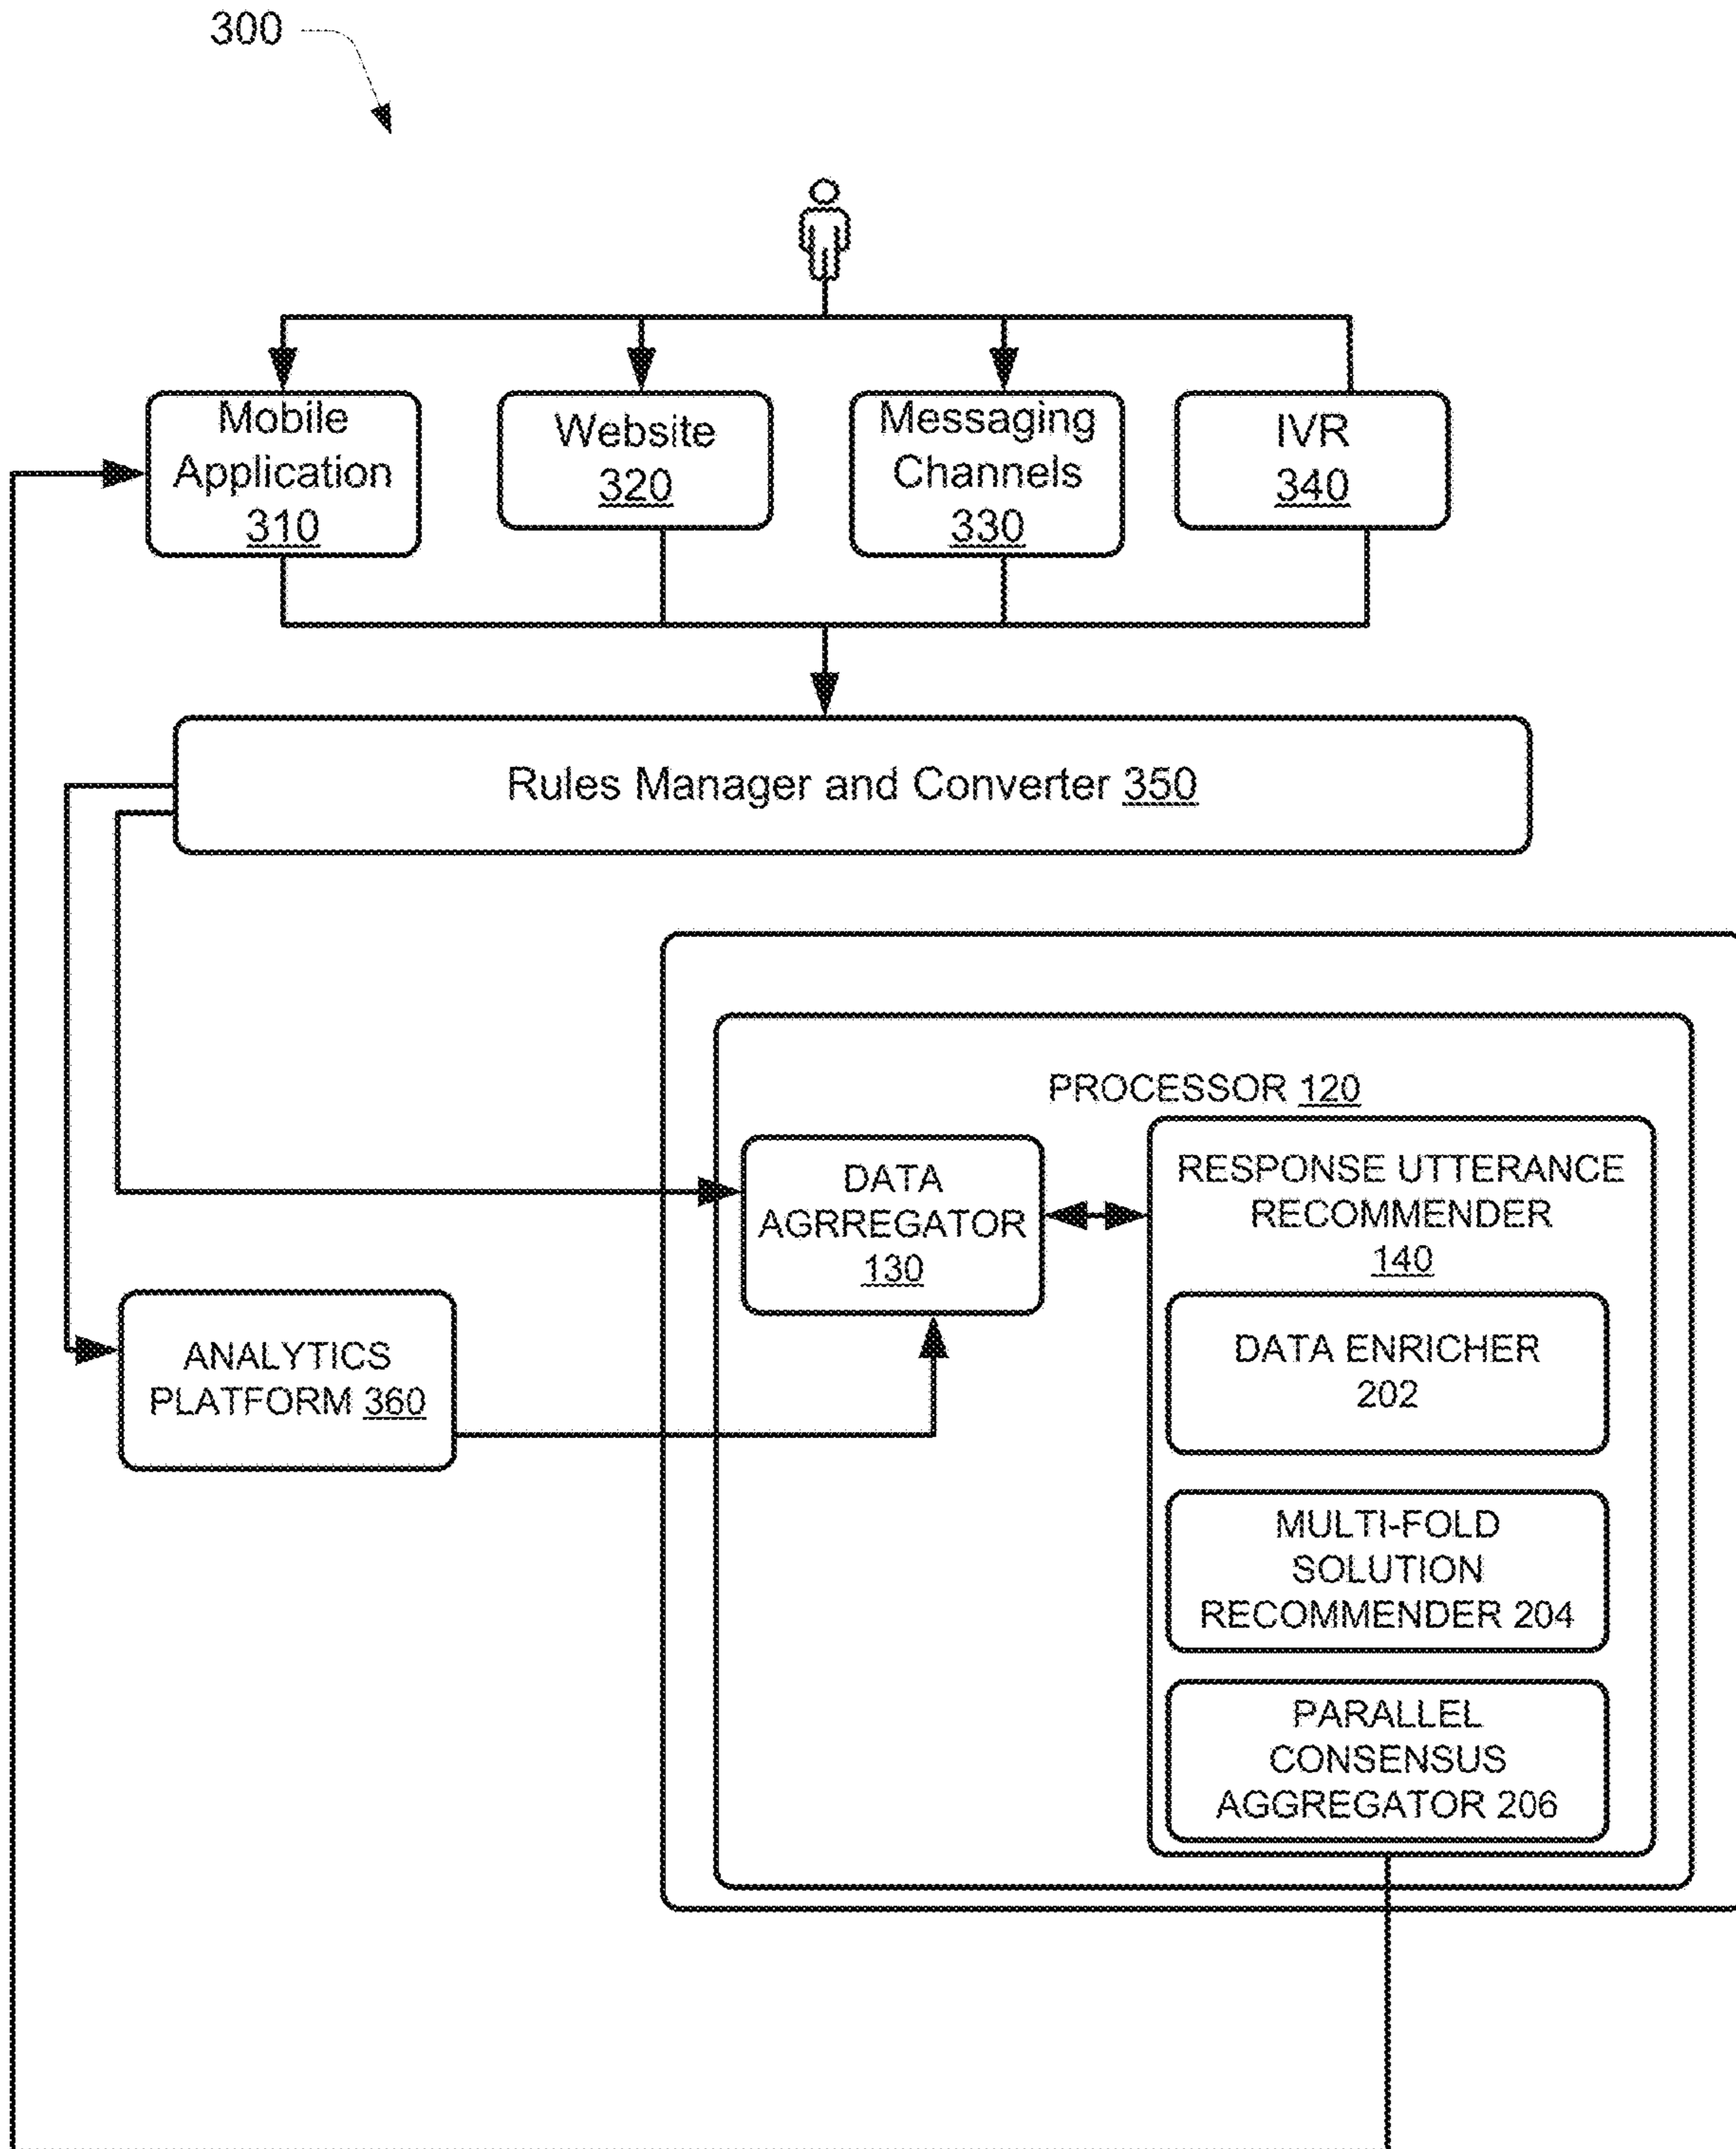 300
Mobile
Application
310
Website
320
Messaging
Channels
330
IVR
340
Rules Manager and Converter 350
PROCESSOR 120
DATA
AGRREGATOR
130
RESPONSE UTTERANCE
RECOMMENDER
140
DATA ENRICHER
202
ANALYTICS
PLATFORM 360
MULTI-FOLD
SOLUTION
RECOMMENDER 204
PARALLEL
CONSENSUS
AGGREGATOR 206